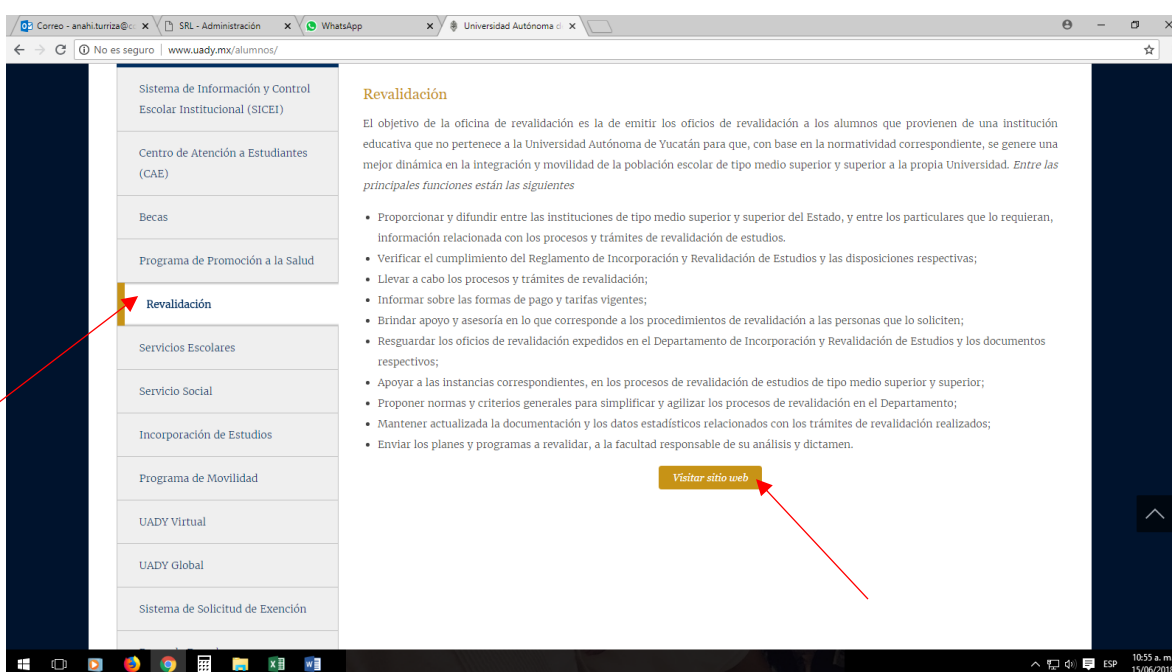 Correo - anahi.turriza@c
SRL - Administración
WhatsApp
Universidad Autónoma d
No es seguro | www.uady.mx/alumnos/
Sistema de Información y Control
Escolar Institucional (SICEI)
Centro de Atención a Estudiantes
(CAE)
Becas
Programa de Promoción a la Salud
Revalidación
Servicios Escolares
Servicio Social
Incorporación de Estudios
Programa de Movilidad
UADY Virtual
UADY Global
Sistema de Solicitud de Exención
Revalidación
El objetivo de la oficina de revalidación es la de emitir los oficios de revalidación a los alumnos que provienen de una institución
educativa que no pertenece a la Universidad Autónoma de Yucatán para que, con base en la normatividad correspondiente, se genere una
mejor dinámica en la integración y movilidad de la población escolar de tipo medio superior y superior a la propia Universidad. Entre las
principales funciones están las siguientes
• Proporcionar y difundir entre las instituciones de tipo medio superior y superior del Estado, y entre los particulares que lo requieran,
información relacionada con los procesos y trámites de revalidación de estudios.
• Verificar el cumplimiento del Reglamento de Incorporación y Revalidación de Estudios y las disposiciones respectivas;
• Llevar a cabo los procesos y trámites de revalidación;
• Informar sobre las formas de pago y tarifas vigentes;
• Brindar apoyo y asesoría en lo que corresponde a los procedimientos de revalidación a las personas que lo soliciten;
• Resguardar los oficios de revalidación expedidos en el Departamento de Incorporación y Revalidación de Estudios y los documentos
respectivos;
• Apoyar a las instancias correspondientes, en los procesos de revalidación de estudios de tipo medio superior y superior;
• Proponer normas y criterios generales para simplificar y agilizar los procesos de revalidación en el Departamento;
• Mantener actualizada la documentación y los datos estadísticos relacionados con los trámites de revalidación realizados;
• Enviar los planes y programas a revalidar, a la facultad responsable de su análisis y dictamen.
Visitar sitio web
ESP
10:55 a. m.
15/06/201